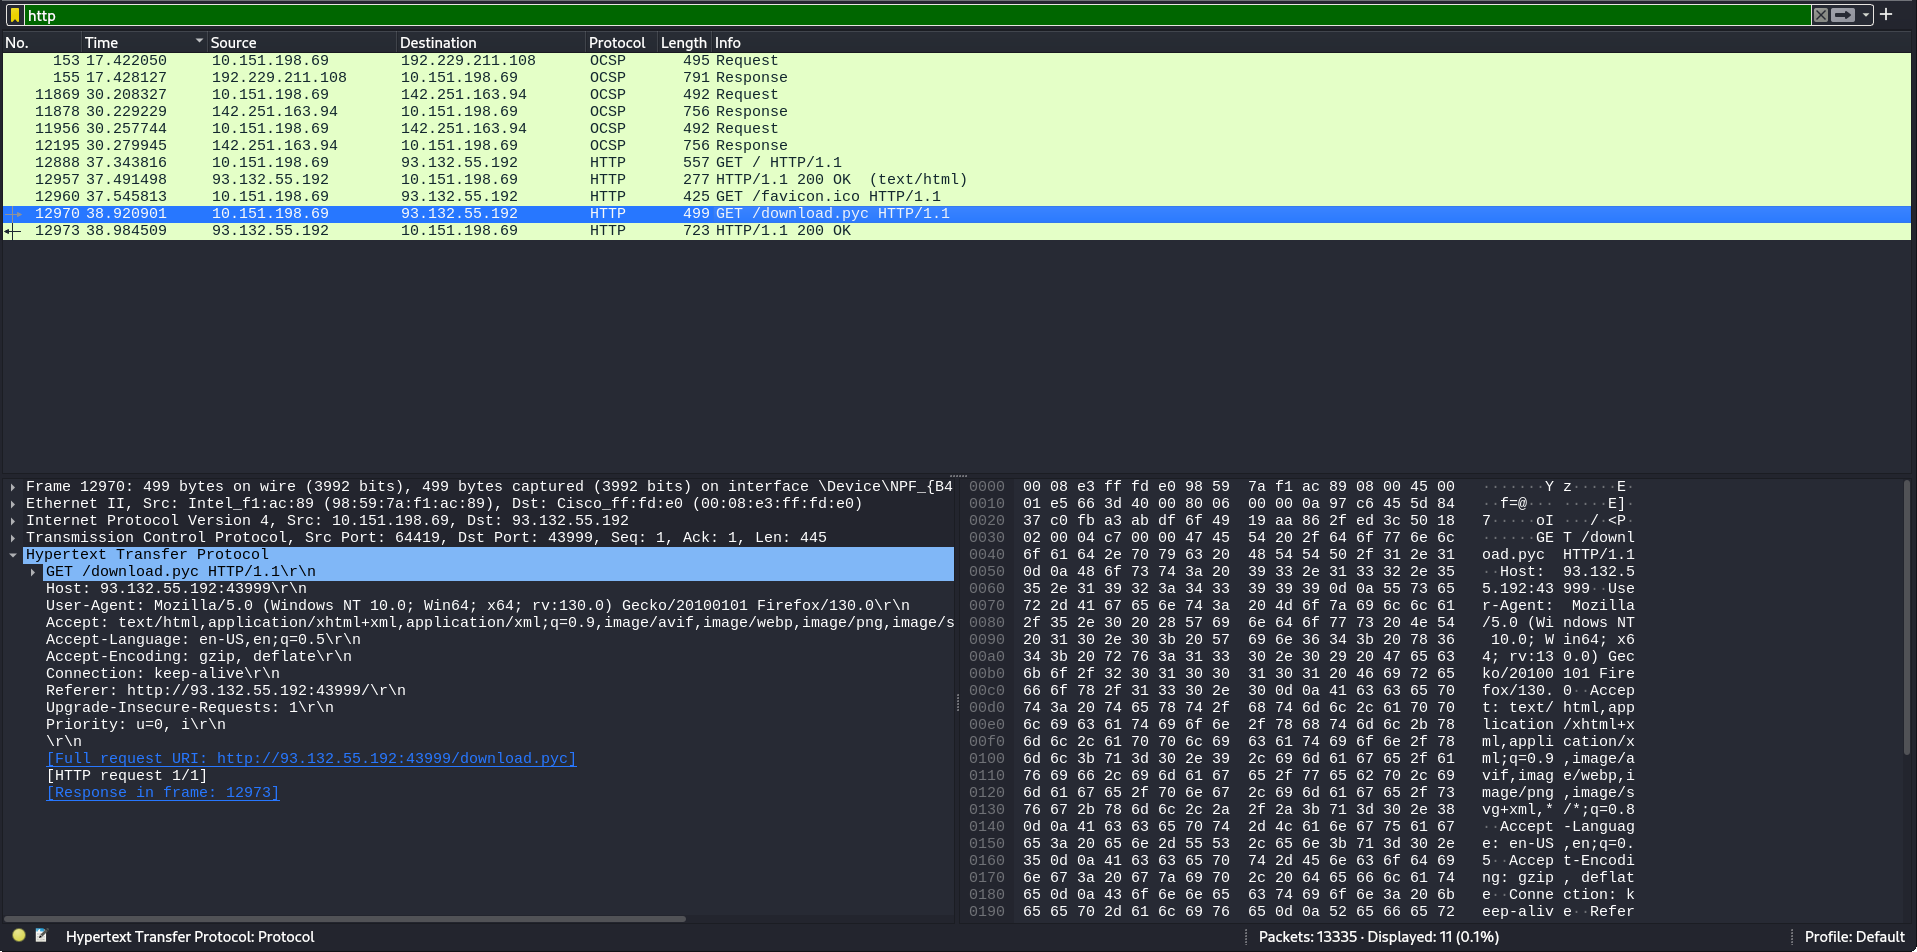 http
No. Time Source Destination Protocol Length Info
153 17.422050 10.151.198.69 192.229.211.108 OCSP 495 Request
155 17.428127 192.229.211.108 10.151.198.69 OCSP 791 Response
11869 30.208327 10.151.198.69 142.251.163.94 OCSP 492 Request
11878 30.229229 142.251.163.94 10.151.198.69 OCSP 756 Response
11956 30.257744 10.151.198.69 142.251.163.94 OCSP 492 Request
12195 30.279945 142.251.163.94 10.151.198.69 OCSP 756 Response
12888 37.343816 10.151.198.69 93.132.55.192 HTTP 557 GET / HTTP/1.1
12957 37.491498 93.132.55.192 10.151.198.69 HTTP 277 HTTP/1.1 200 OK  (text/html)
12960 37.545813 10.151.198.69 93.132.55.192 HTTP 425 GET /favicon.ico HTTP/1.1
12970 38.920901 10.151.198.69 93.132.55.192 HTTP 499 GET /download.pyc HTTP/1.1
12973 38.984509 93.132.55.192 10.151.198.69 HTTP 723 HTTP/1.1 200 OK
Frame 12970: 499 bytes on wire (3992 bits), 499 bytes captured (3992 bits) on interface \Device\NPF_{B4
Ethernet II, Src: Intel_f1:ac:89 (98:59:7a:f1:ac:89), Dst: Cisco_ff:fd:e0 (00:08:e3:ff:fd:e0)
Internet Protocol Version 4, Src: 10.151.198.69, Dst: 93.132.55.192
Transmission Control Protocol, Src Port: 64419, Dst Port: 43999, Seq: 1, Ack: 1, Len: 445
Hypertext Transfer Protocol
GET /download.pyc HTTP/1.1\r\n
Host: 93.132.55.192:43999\r\n
User-Agent: Mozilla/5.0 (Windows NT 10.0; Win64; x64; rv:130.0) Gecko/20100101 Firefox/130.0\r\n
Accept: text/html,application/xhtml+xml,application/xml;q=0.9,image/avif,image/webp,image/png,image/s
Accept-Language: en-US,en;q=0.5\r\n
Accept-Encoding: gzip, deflate\r\n
Connection: keep-alive\r\n
Referer: http://93.132.55.192:43999/\r\n
Upgrade-Insecure-Requests: 1\r\n
Priority: u=0, i\r\n
\r\n
[Full request URI: http://93.132.55.192:43999/download.pyc]
[HTTP request 1/1]
[Response in frame: 12973]
0000 00 08 e3 ff fd e0 98 59 7a f1 ac 89 08 00 45 00 ·······Y z·····E·
0010 01 e5 66 3d 40 00 80 06 00 00 0a 97 c6 45 5d 84 ··f=@··· ·····E]·
0020 37 c0 fb a3 ab df 6f 49 19 aa 86 2f ed 3c 50 18 7·····oI ···/·<P·
0030 02 00 04 c7 00 00 47 45 54 20 2f 64 6f 77 6e 6c ······GE T /downl
0040 6f 61 64 2e 70 79 63 20 48 54 54 50 2f 31 2e 31 oad.pyc  HTTP/1.1
0050 0d 0a 48 6f 73 74 3a 20 39 33 2e 31 33 32 2e 35 ··Host:  93.132.5
0060 35 2e 31 39 32 3a 34 33 39 39 39 0d 0a 55 73 65 5.192:43 999··Use
0070 72 2d 41 67 65 6e 74 3a 20 4d 6f 7a 69 6c 6c 61 r-Agent:  Mozilla
0080 2f 35 2e 30 20 28 57 69 6e 64 6f 77 73 20 4e 54 /5.0 (Wi ndows NT
0090 20 31 30 2e 30 3b 20 57 69 6e 36 34 3b 20 78 36  10.0; W in64; x6
00a0 34 3b 20 72 76 3a 31 33 30 2e 30 29 20 47 65 63 4; rv:13 0.0) Gec
00b0 6b 6f 2f 32 30 31 30 30 31 30 31 20 46 69 72 65 ko/20100 101 Fire
00c0 66 6f 78 2f 31 33 30 2e 30 0d 0a 41 63 63 65 70 fox/130. 0··Accep
00d0 74 3a 20 74 65 78 74 2f 68 74 6d 6c 2c 61 70 70 t: text/ html,app
00e0 6c 69 63 61 74 69 6f 6e 2f 78 68 74 6d 6c 2b 78 lication /xhtml+x
00f0 6d 6c 2c 61 70 70 6c 69 63 61 74 69 6f 6e 2f 78 ml,appli cation/x
0100 6d 6c 3b 71 3d 30 2e 39 2c 69 6d 61 67 65 2f 61 ml;q=0.9 ,image/a
0110 76 69 66 2c 69 6d 61 67 65 2f 77 65 62 70 2c 69 vif,imag e/webp,i
0120 6d 61 67 65 2f 70 6e 67 2c 69 6d 61 67 65 2f 73 mage/png ,image/s
0130 76 67 2b 78 6d 6c 2c 2a 2f 2a 3b 71 3d 30 2e 38 vg+xml,* /*;q=0.8
0140 0d 0a 41 63 63 65 70 74 2d 4c 61 6e 67 75 61 67 ··Accept -Languag
0150 65 3a 20 65 6e 2d 55 53 2c 65 6e 3b 71 3d 30 2e e: en-US ,en;q=0.
0160 35 0d 0a 41 63 63 65 70 74 2d 45 6e 63 6f 64 69 5··Accep t-Encodi
0170 6e 67 3a 20 67 7a 69 70 2c 20 64 65 66 6c 61 74 ng: gzip , deflat
0180 65 0d 0a 43 6f 6e 6e 65 63 74 69 6f 6e 3a 20 6b e··Conne ction: k
0190 65 65 70 2d 61 6c 69 76 65 0d 0a 52 65 66 65 72 eep-aliv e··Refer
Hypertext Transfer Protocol: Protocol Packets: 13335 · Displayed: 11 (0.1%) Profile: Default